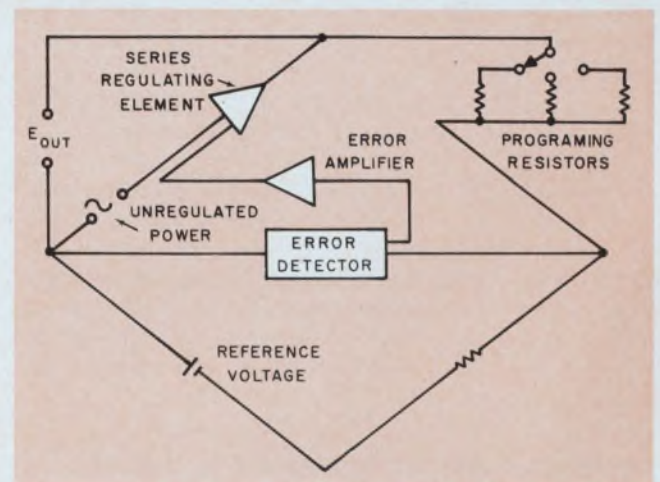 SERIES
REGULATING
ELEMENT
E OUT
ERROR
AMPLIFIER
PROGRAMING
RESISTORS
UNREGULATED
POWER
ERROR
DETECTOR
REFERENCE
VOLTAGE